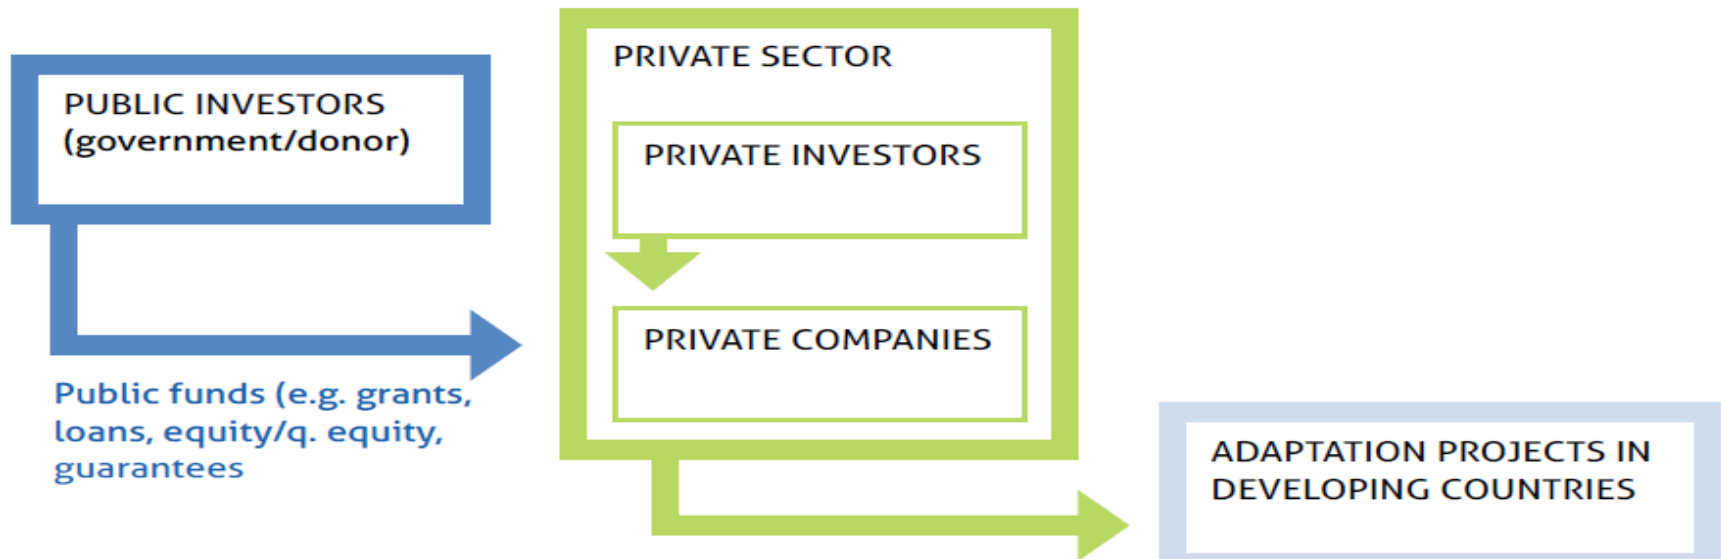 PUBLIC INVESTORS
(government/donor)
Public funds (e.g. grants,
loans, equity/q. equity,
guarantees
PRIVATE SECTOR
PRIVATE INVESTORS
PRIVATE COMPANIES
ADAPTATION PROJECTS IN
DEVELOPING COUNTRIES